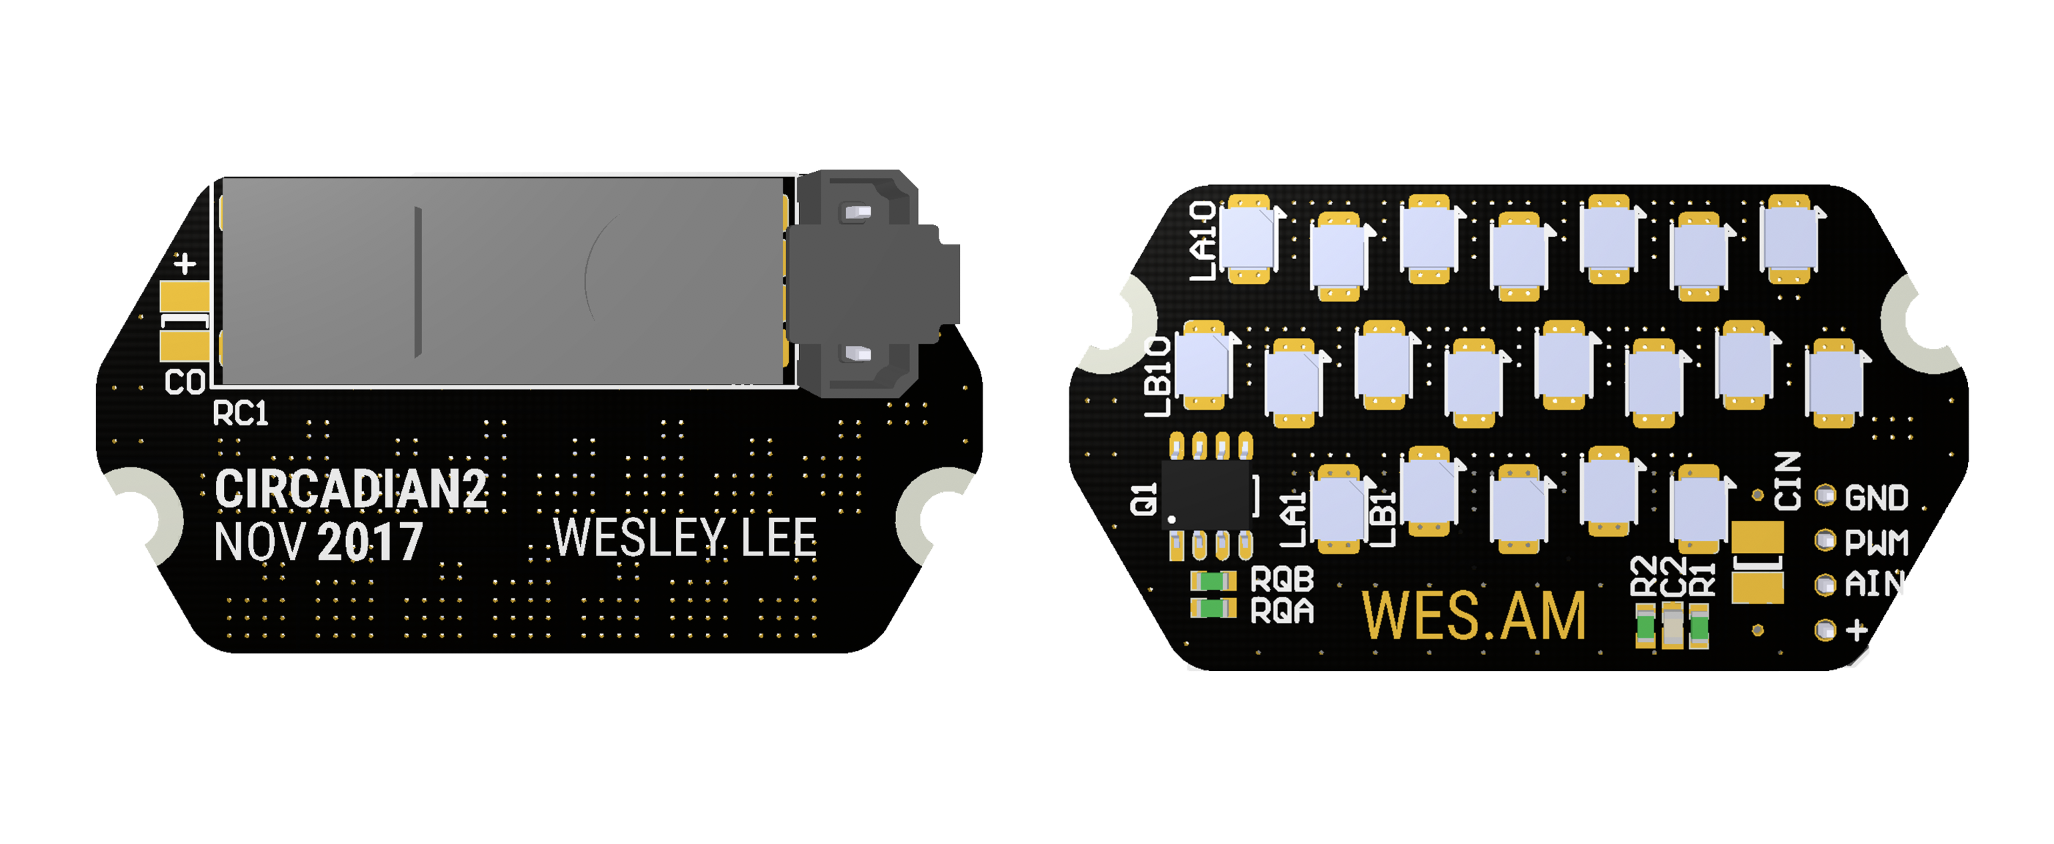 +
C0
RC1
CIRCADIAN2
NOV 2017
WESLEY LEE
LA10
LB10
Q1
LA1
LB1
CIN
GND
PWM
AIN
+
RQB
RQA
WES.AM
R2
C2
R1